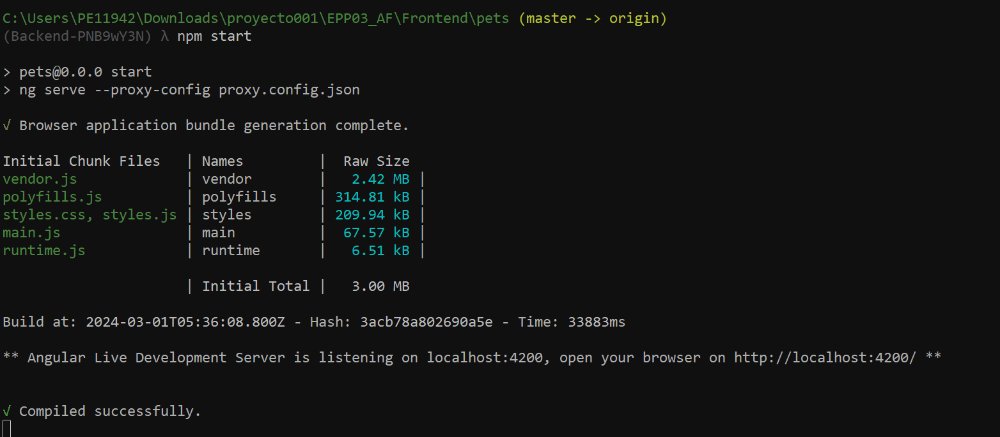 C:\Users\PE11942\Downloads\proyecto001\EPP03_AF\Frontend\pets (master -> origin)
(Backend-PNB9wY3N) λ npm start
> pets@0.0.0 start
> ng serve --proxy-config proxy.config.json
√ Browser application bundle generation complete.
Initial Chunk Files | Names | Raw Size
vendor.js | vendor | 2.42 MB |
polyfills.js | polyfills | 314.81 kB |
styles.css, styles.js | styles | 209.94 kB |
main.js | main | 67.57 kB |
runtime.js | runtime | 6.51 kB |
| Initial Total | 3.00 MB
Build at: 2024-03-01T05:36:08.800Z - Hash: 3acb78a802690a5e - Time: 33883ms
** Angular Live Development Server is listening on localhost:4200, open your browser on http://localhost:4200/ **
√ Compiled successfully.